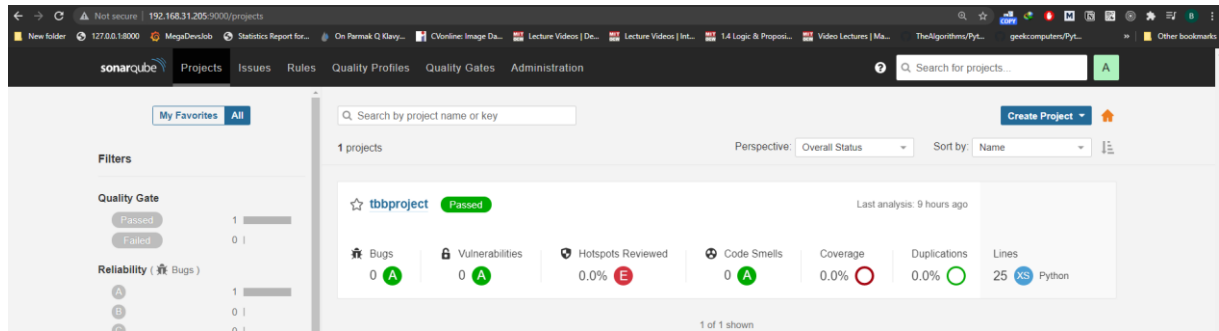 Not secure | 192.168.31.205:9000/projects
New folder 127.0.0.1:8000 MegaDevsJob Statistics Report for... On Parmak Q Klavy... CVonline: Image Da... Lecture Videos | De... Lecture Videos | Int... 1.4 Logic & Proposi... Video Lectures | Ma... TheAlgorithms/Pyt... geekcomputers/Pyt... » Other bookmarks
sonarqube Projects Issues Rules Quality Profiles Quality Gates Administration ? Search for projects... A
My Favorites All
Search by project name or key
Create Project
1 projects
Perspective: Overall Status Sort by: Name
Filters
Quality Gate
Passed 1
Failed 0
Reliability ( Bugs )
A 1
B 0
C 0
tbbproject Passed Last analysis: 9 hours ago
Bugs Vulnerabilities Hotspots Reviewed Code Smells Coverage Duplications Lines
0 A 0 A 0.0% E 0 A 0.0% 0.0% 25 XS Python
1 of 1 shown